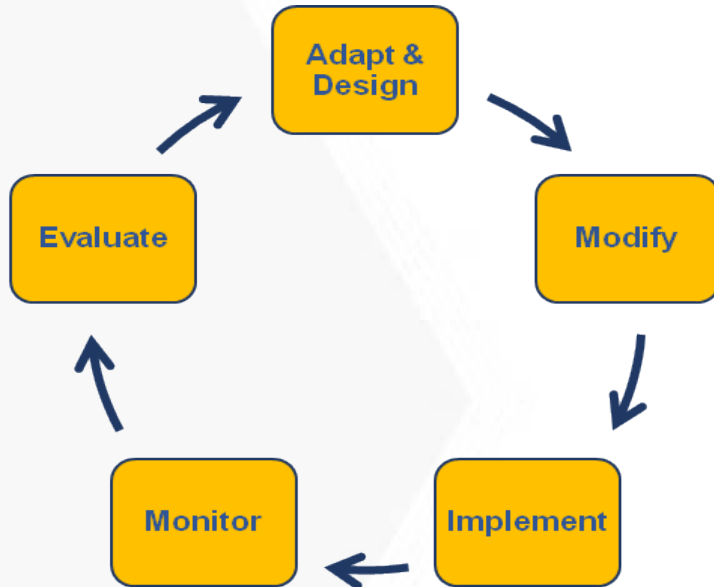 Adapt &
Design
Modify
Implement
Monitor
Evaluate